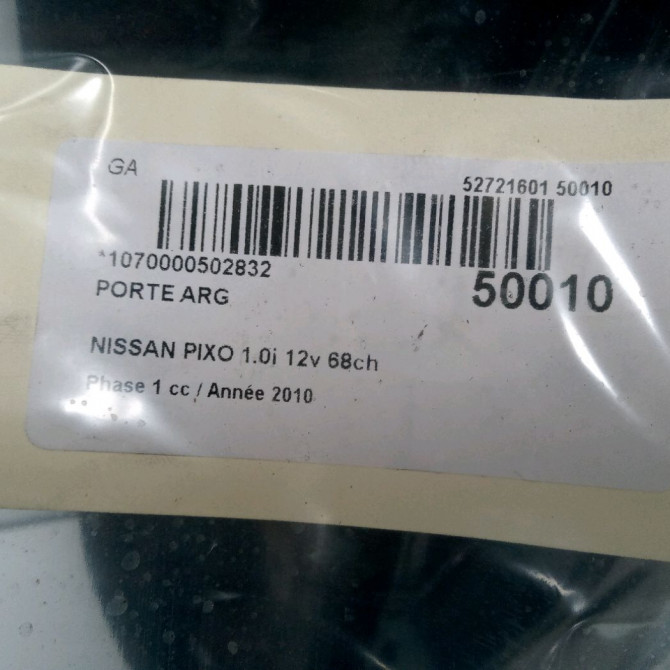 GA
52721601 50010
*1070000502832
50010
PORTE ARG
NISSAN PIXO 1.0i 12v 68ch
Phase 1 cc / Année 2010